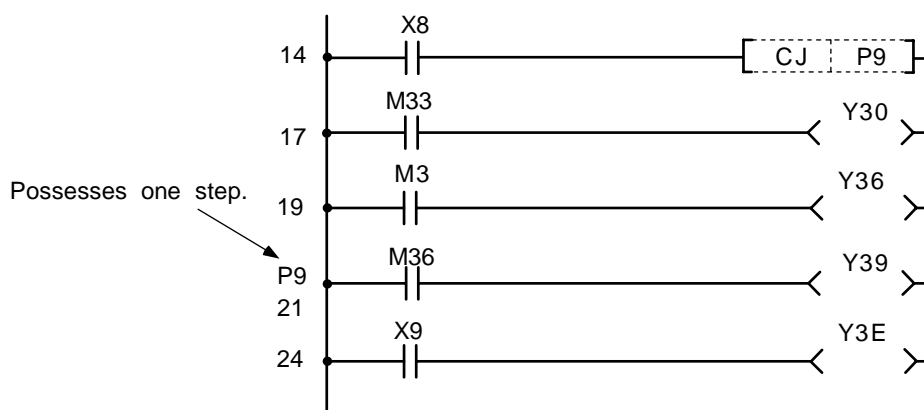 X8
14 CJ P9
M33 Y30
17
M3 Y36
Possesses one step. 19
M36 Y39
P9
21
X9 Y3E
24